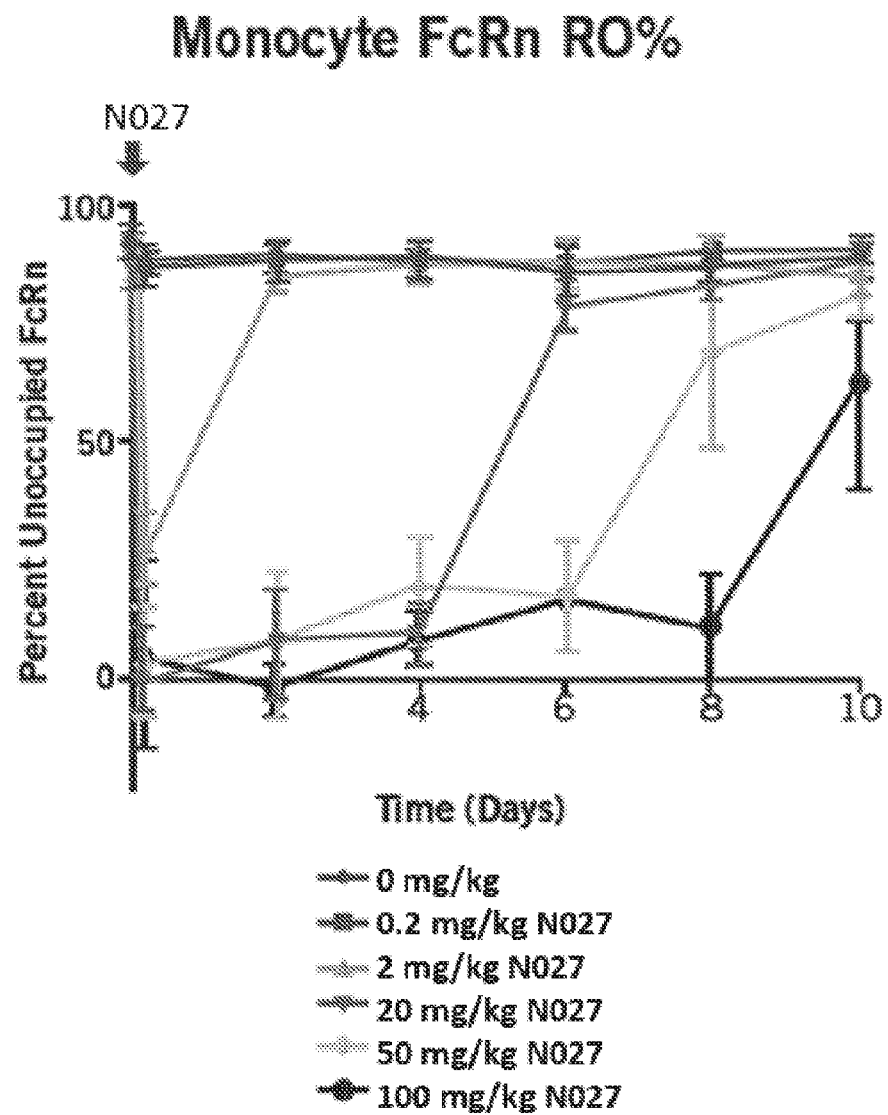 Monocyte FcRn RO%
N027
100
50
0
2 4 6 8 10
Percent Unoccupied FcRn
Time (Days)
0 mg/kg
0.2 mg/kg N027
2 mg/kg N027
20 mg/kg N027
50 mg/kg N027
100 mg/kg N027